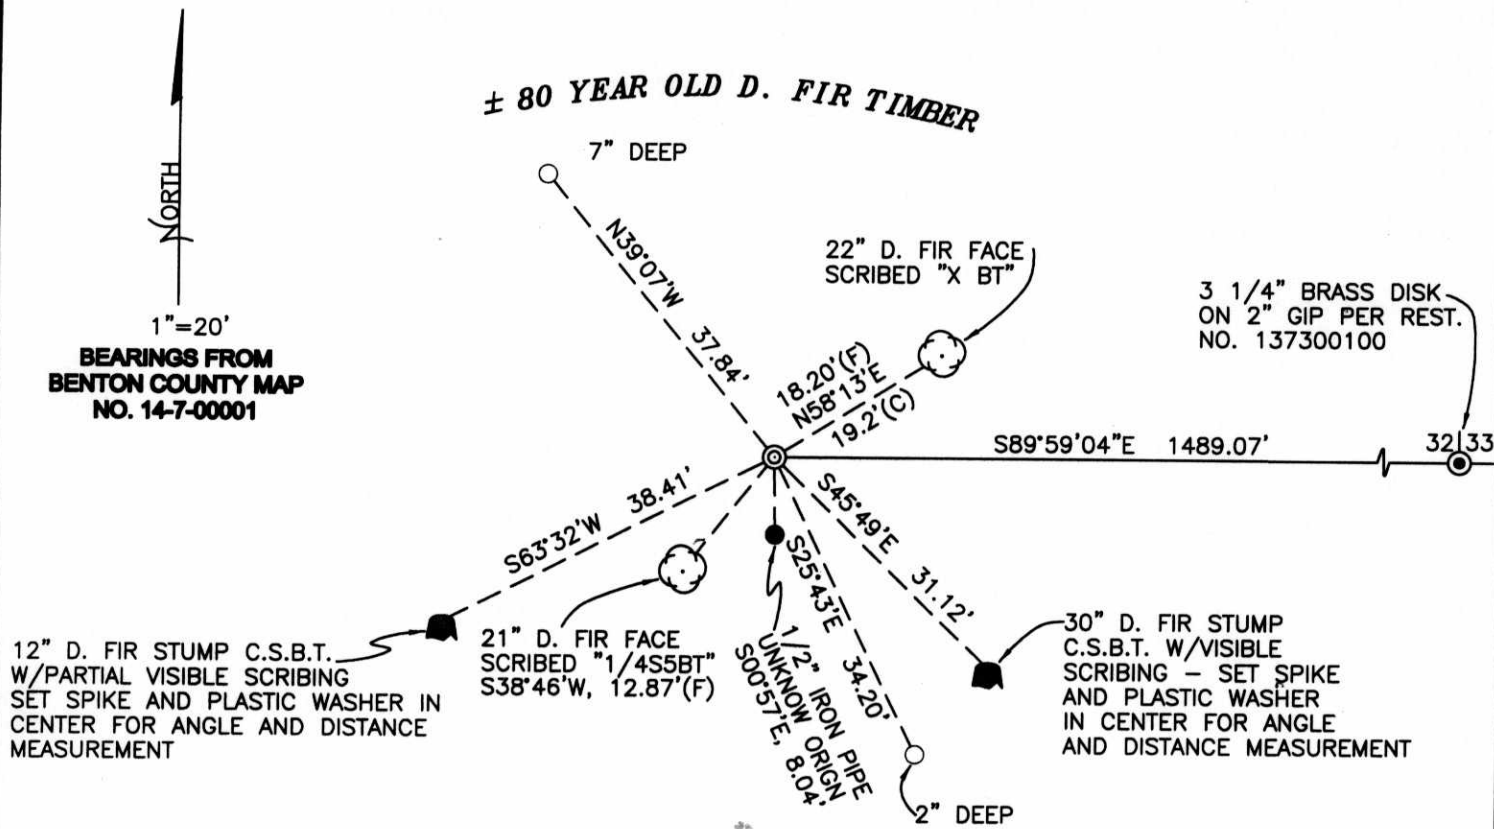 ± 80 YEAR OLD D. FIR TIMBER
7" DEEP
NORTH
N39°07'W 37.84'
22" D. FIR FACE
SCRIBED "X BT"
3 1/4" BRASS DISK
ON 2" GIP PER REST.
NO. 137300100
1"=20'
BEARINGS FROM
BENTON COUNTY MAP
NO. 14-7-00001
18.20'(F)
N58°13'E
19.2'(C)
S89°59'04"E 1489.07'
32 33
S63°32'W 38.41'
S45°49'E 31.12'
S25°43'E 34.20'
12" D. FIR STUMP C.S.B.T.
W/PARTIAL VISIBLE SCRIBING
SET SPIKE AND PLASTIC WASHER IN
CENTER FOR ANGLE AND DISTANCE
MEASUREMENT
21" D. FIR FACE
SCRIBED "1/4S5BT"
S38°46'W, 12.87'(F)
1/2" IRON PIPE
UNKNOW ORIGN
S00°57'E, 8.04'
30" D. FIR STUMP
C.S.B.T. W/VISIBLE
SCRIBING – SET SPIKE
AND PLASTIC WASHER
IN CENTER FOR ANGLE
AND DISTANCE MEASUREMENT
2" DEEP